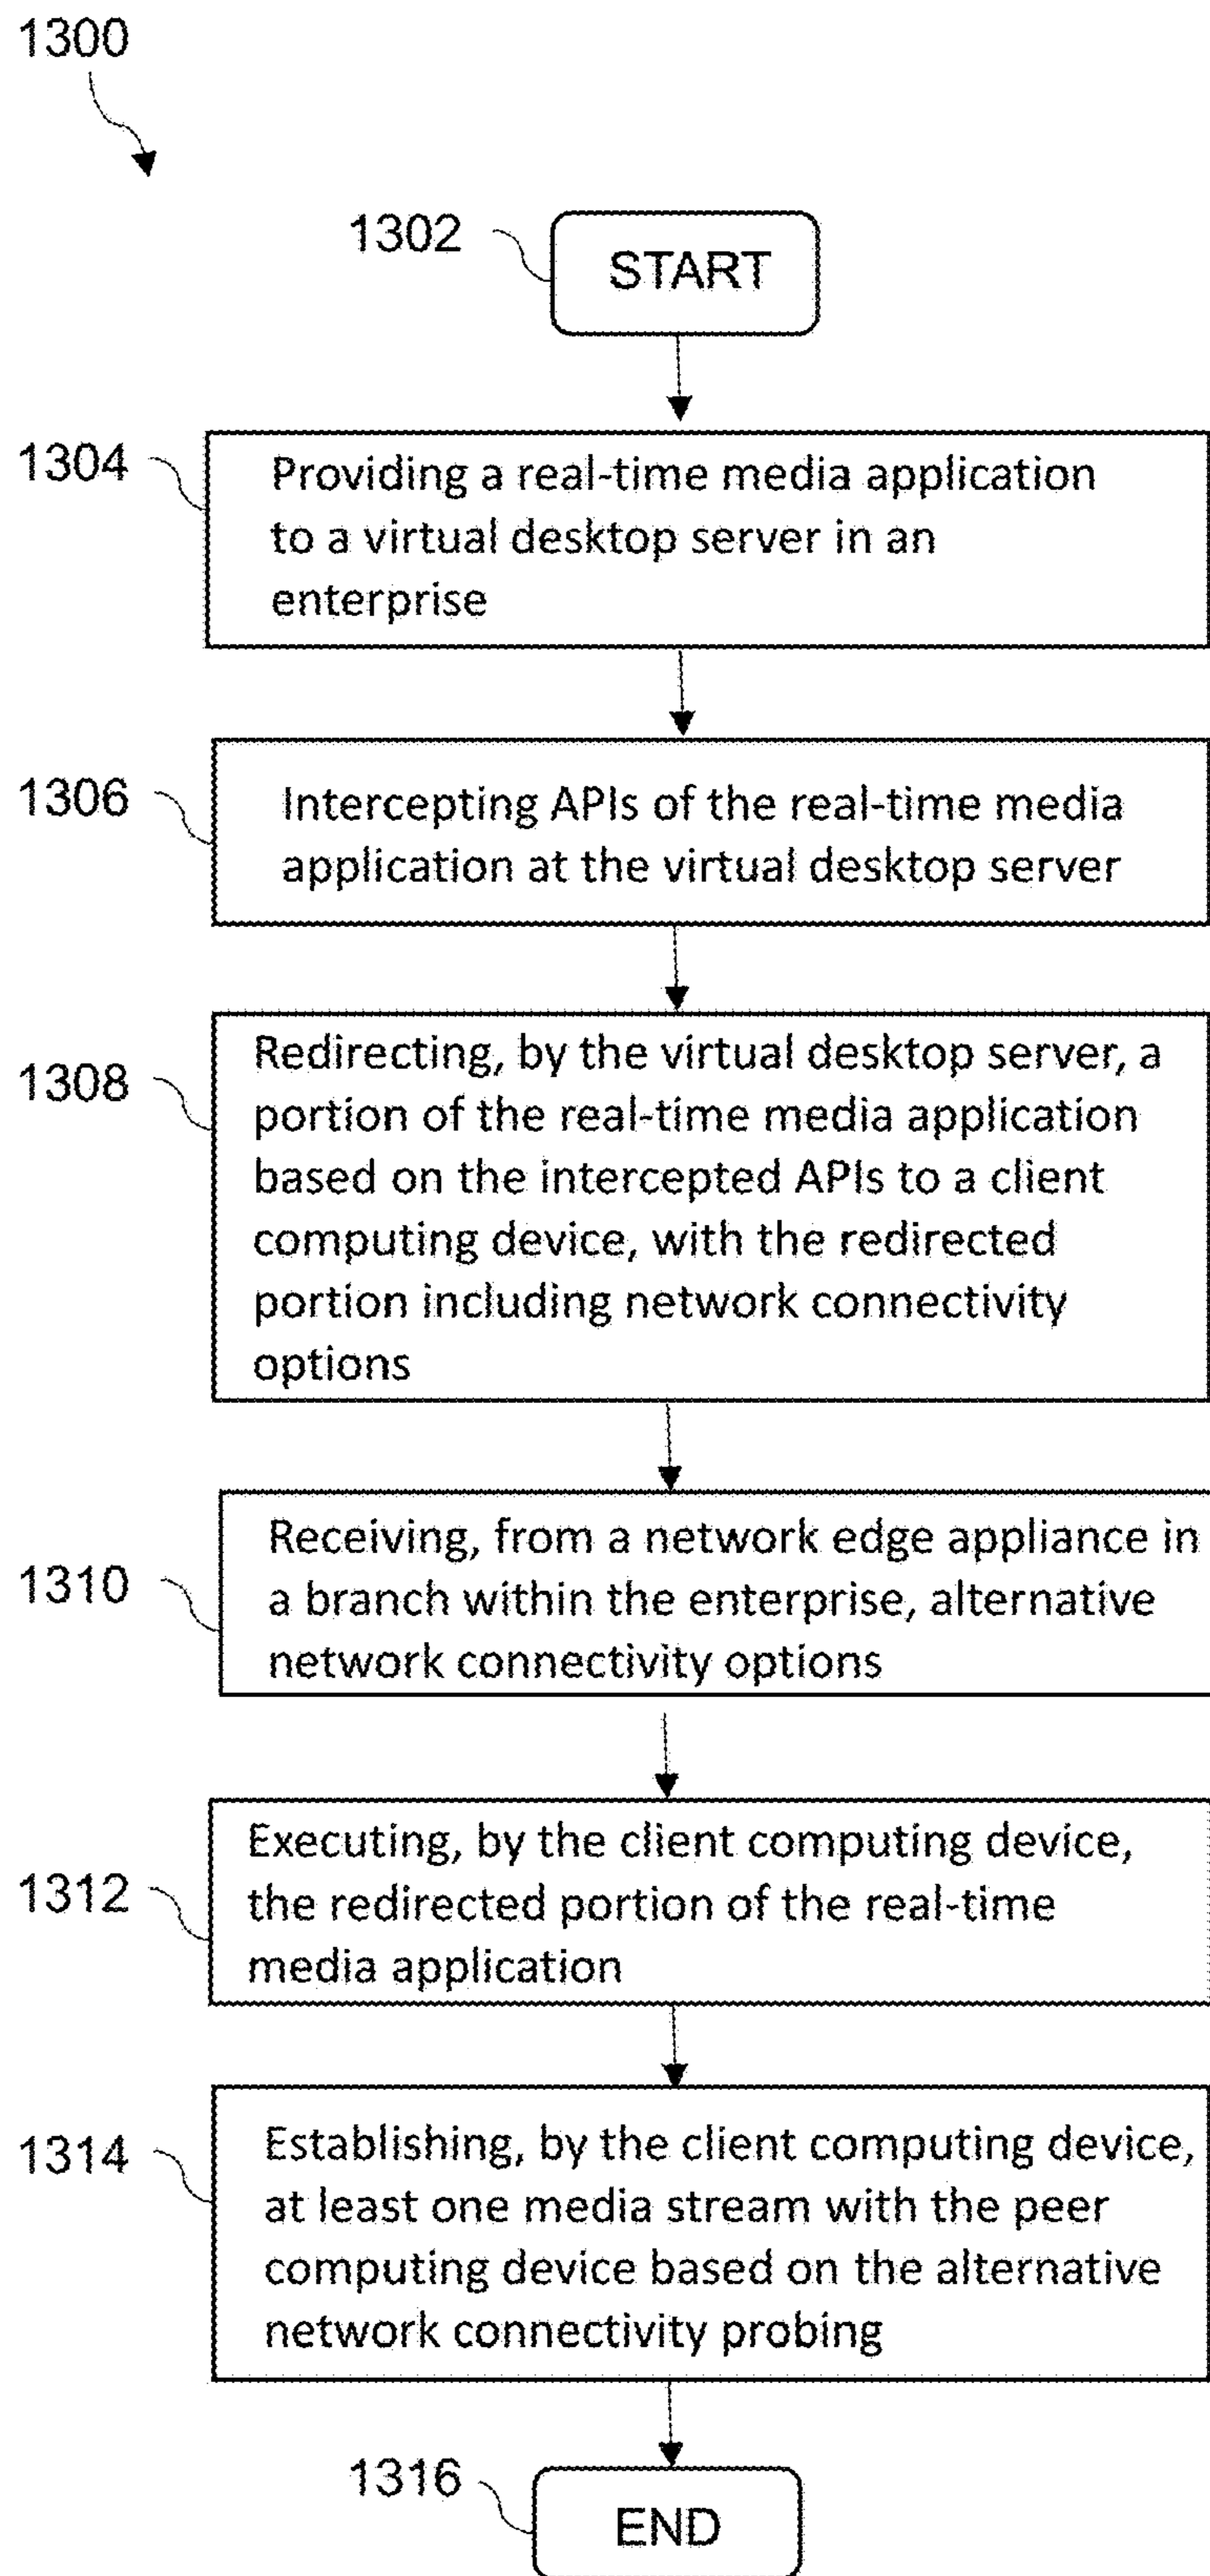 1300
1302
START
1304
Providing a real-time media application
to a virtual desktop server in an
enterprise
1306
Intercepting APIs of the real-time media
application at the virtual desktop server
1308
Redirecting, by the virtual desktop server, a
portion of the real-time media application
based on the intercepted APIs to a client
computing device, with the redirected
portion including network connectivity
options
1310
Receiving, from a network edge appliance in
a branch within the enterprise, alternative
network connectivity options
1312
Executing, by the client computing device,
the redirected portion of the real-time
media application
1314
Establishing, by the client computing device,
at least one media stream with the peer
computing device based on the alternative
network connectivity probing
1316
END